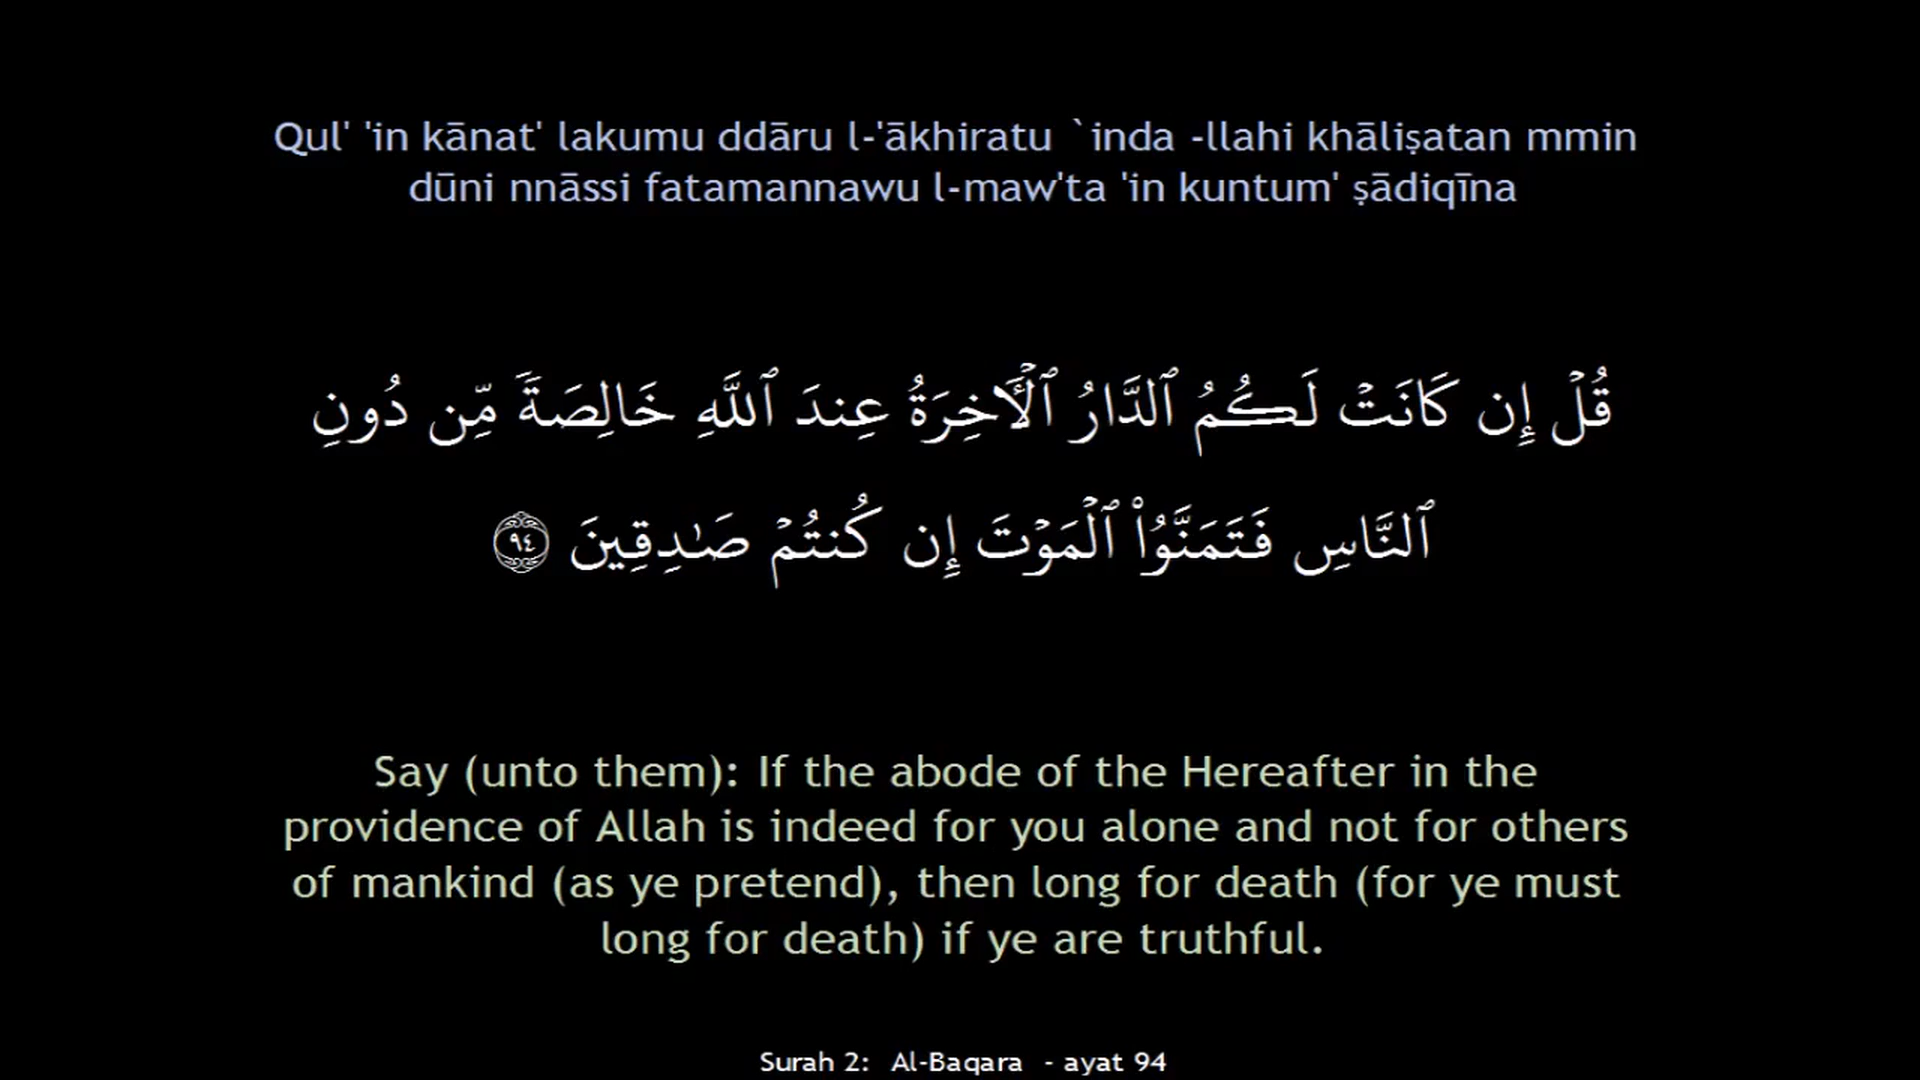 Qul' 'in kānat' lakumu ddāru l-'ākhiratu `inda -llahi khāliṣatan mmin
dūni nnāssi fatamannawu l-maw'ta 'in kuntum' ṣādiqīna
قُلۡ إِن كَانَتۡ لَكُمُ ٱلدَّارُ ٱلۡأَخِرَةُ عِندَ ٱللَّهِ خَالِصَةً مِّن دُونِ
ٱلنَّاسِ فَتَمَنَّوُاْ ٱلۡمَوۡتَ إِن كُنتُمۡ صَـٰدِقِينَ ٩٤
Say (unto them): If the abode of the Hereafter in the
providence of Allah is indeed for you alone and not for others
of mankind (as ye pretend), then long for death (for ye must
long for death) if ye are truthful.
Surah 2: Al-Baqara - ayat 94